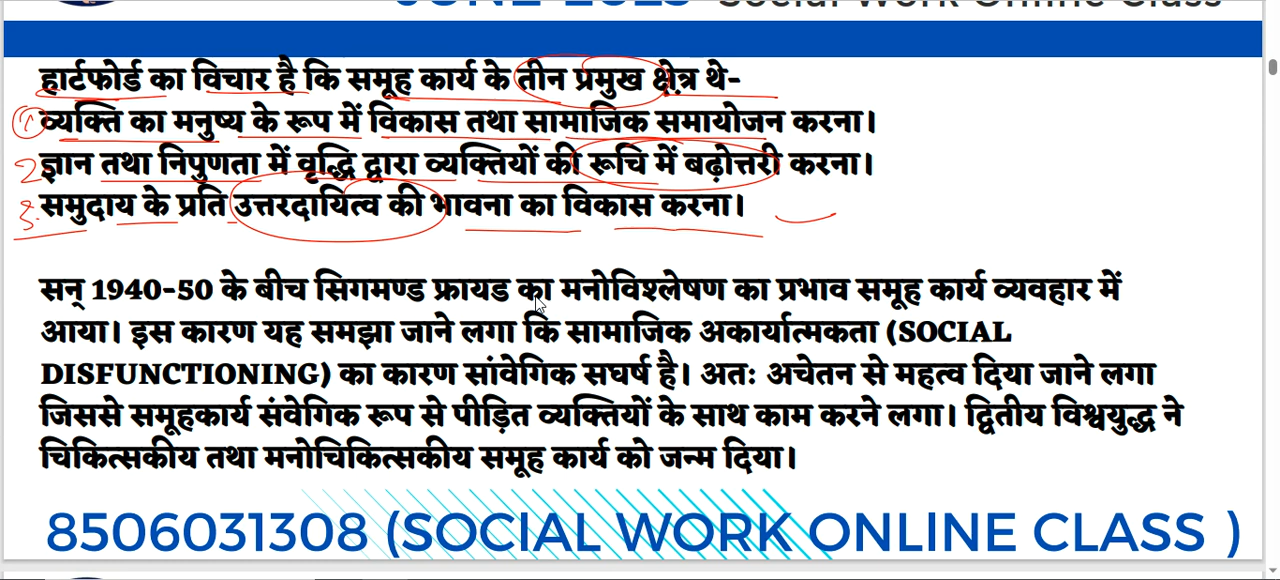 हार्टफोर्ड का विचार है कि समूह कार्य के तीन प्रमुख क्षेत्र थे-
1 व्यक्ति का मनुष्य के रूप में विकास तथा सामाजिक समायोजन करना।
2 ज्ञान तथा निपुणता में वृद्धि द्वारा व्यक्तियों की रूचि में बढ़ोत्तरी करना।
3. समुदाय के प्रति उत्तरदायित्व की भावना का विकास करना।
सन् 1940-50 के बीच सिगमण्ड फ्रायड का मनोविश्लेषण का प्रभाव समूह कार्य व्यवहार में
आया। इस कारण यह समझा जाने लगा कि सामाजिक अकार्यात्मकता (SOCIAL
DISFUNCTIONING) का कारण सांवेगिक सघर्ष है। अतः अचेतन से महत्व दिया जाने लगा
जिससे समूहकार्य संवेगिक रूप से पीड़ित व्यक्तियों के साथ काम करने लगा। द्वितीय विश्वयुद्ध ने
चिकित्सकीय तथा मनोचिकित्सकीय समूह कार्य को जन्म दिया।
8506031308 (SOCIAL WORK ONLINE CLASS )